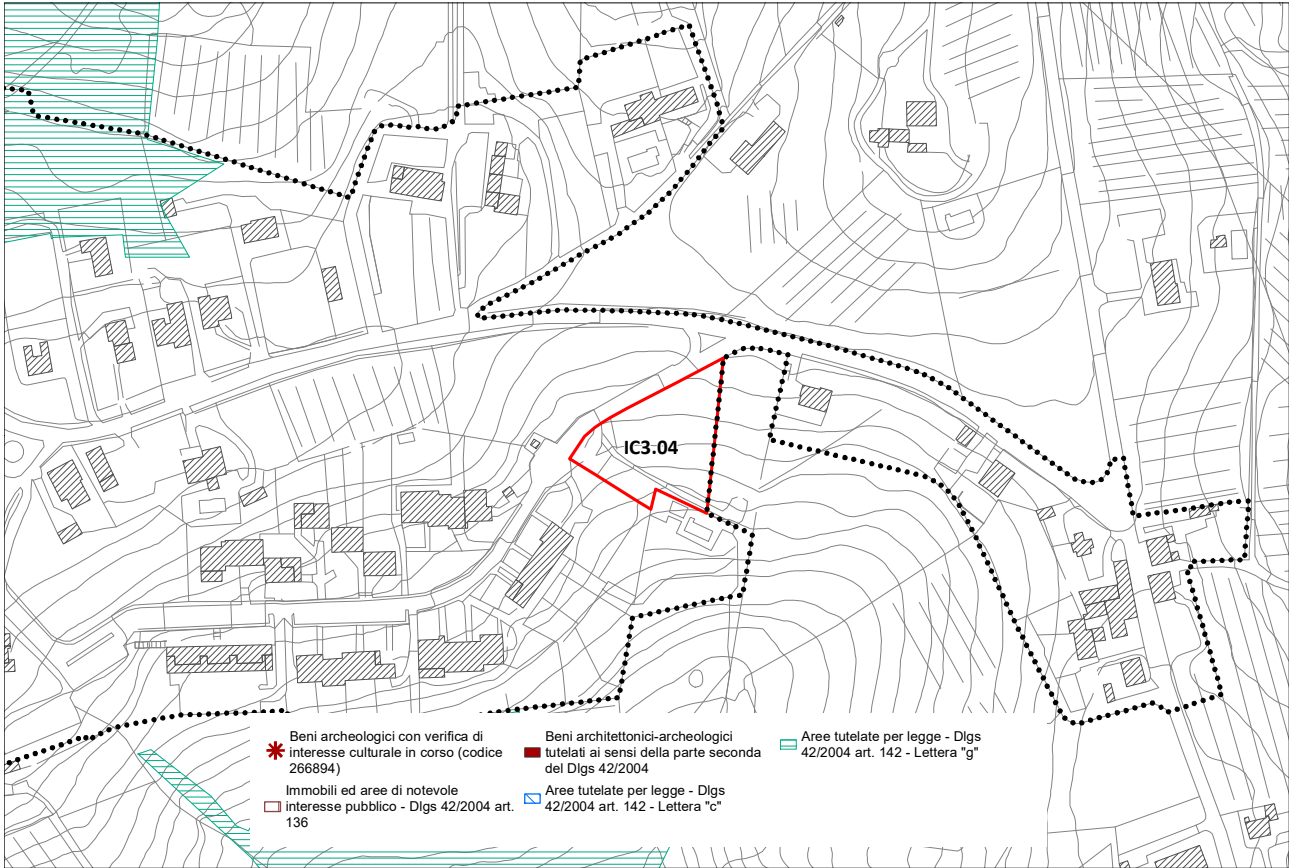 IC3.04
Beni archeologici con verifica di
interesse culturale in corso (codice
266894)
Immobili ed aree di notevole
interesse pubblico - Dlgs 42/2004 art.
136
Beni architettonici-archeologici
tutelati ai sensi della parte seconda
del Dlgs 42/2004
Aree tutelate per legge - Dlgs
42/2004 art. 142 - Lettera "c"
Aree tutelate per legge - Dlgs
42/2004 art. 142 - Lettera "g"